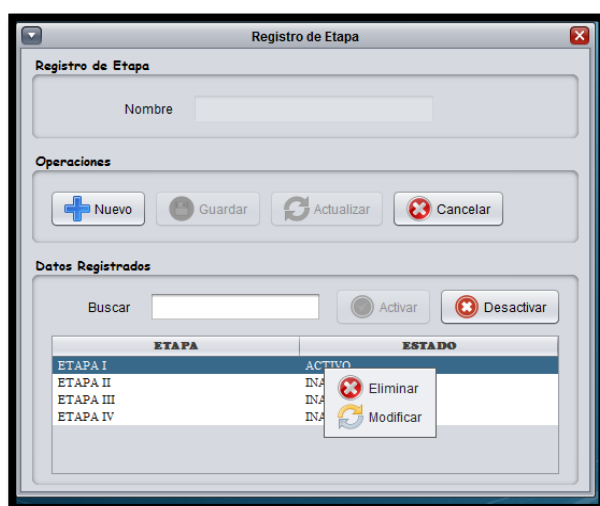 Registro de Etapa
Registro de Etapa
Nombre
Operaciones
Nuevo Guardar Actualizar Cancelar
Datos Registrados
Buscar Activar Desactivar
ETAPA ESTADO
ETAPA I ACTIVO
ETAPA II INA
ETAPA III INA
ETAPA IV INA
Eliminar
Modificar